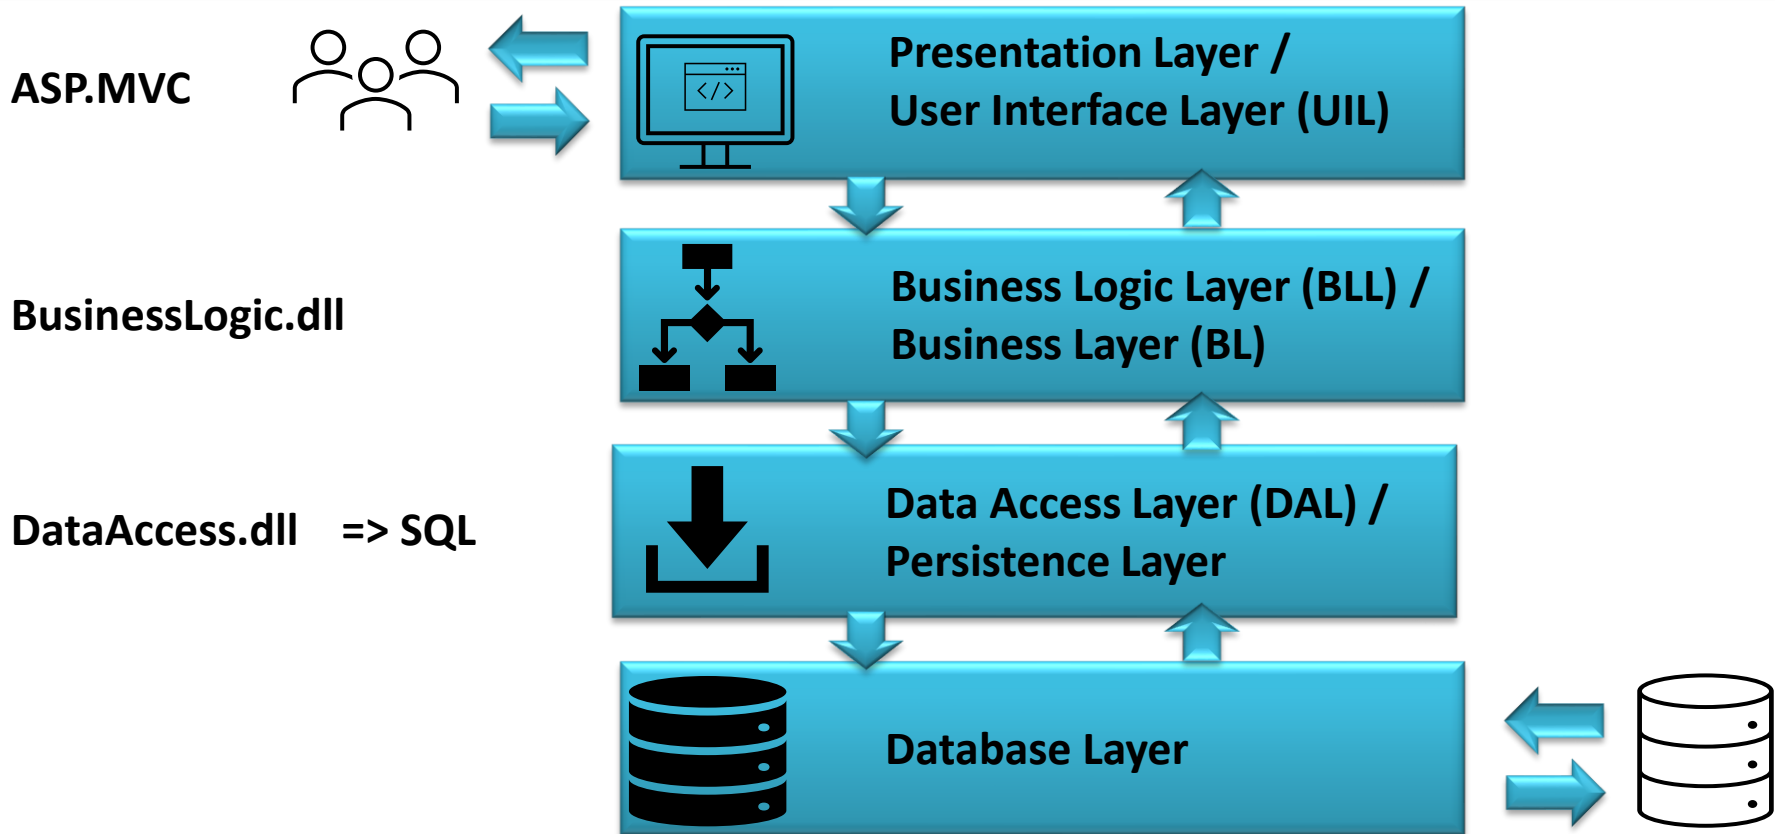 ASP.MVC
Presentation Layer /
User Interface Layer (UIL)
</>
BusinessLogic.dll
Business Logic Layer (BLL) /
Business Layer (BL)
DataAccess.dll => SQL
Data Access Layer (DAL) /
Persistence Layer
Database Layer